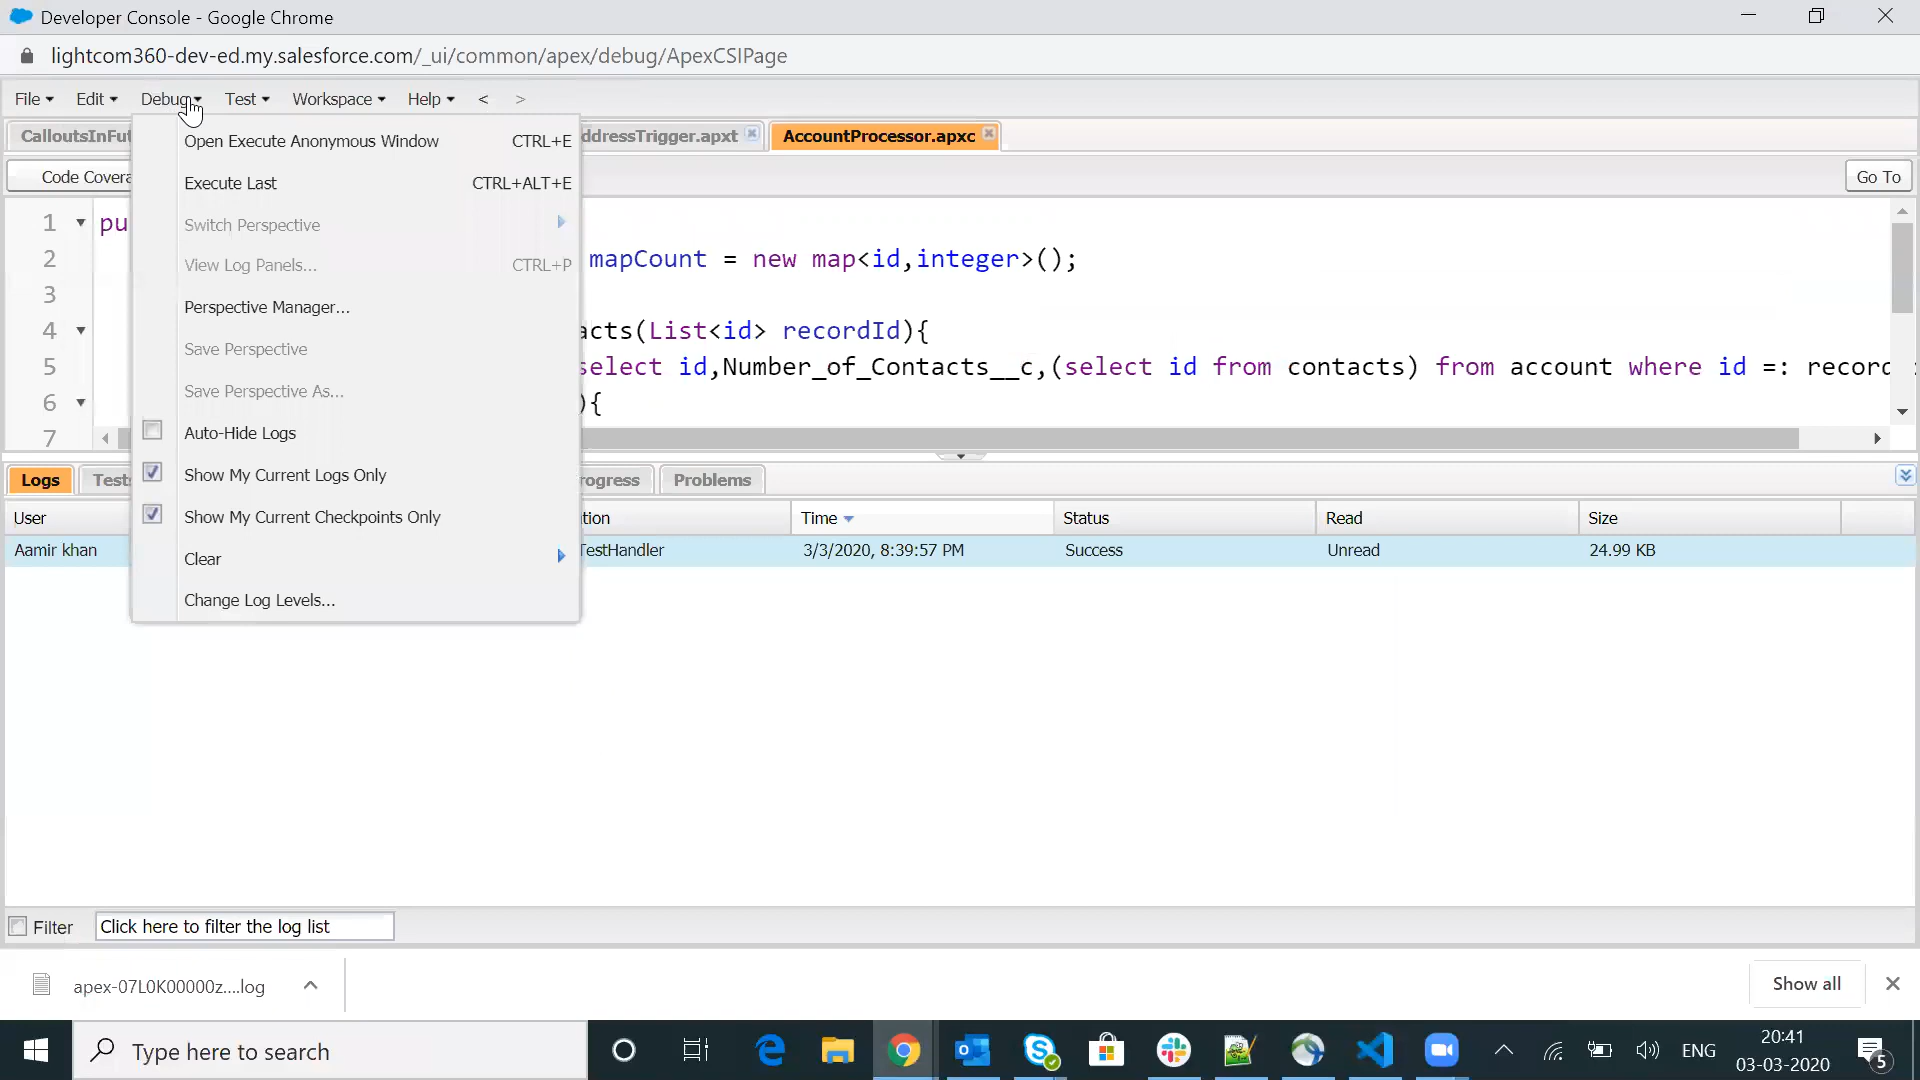 Developer Console - Google Chrome
lightcom360-dev-ed.my.salesforce.com/_ui/common/apex/debug/ApexCSIPage
File Edit Debug Test Workspace Help < >
CalloutsInFut ddressTrigger.apxt AccountProcessor.apxc
Code Covera Go To
Open Execute Anonymous Window CTRL+E
Execute Last CTRL+ALT+E
Switch Perspective
View Log Panels... CTRL+P
Perspective Manager...
Save Perspective
Save Perspective As...
Auto-Hide Logs
Show My Current Logs Only
Show My Current Checkpoints Only
Clear
Change Log Levels...
1 pu
2 mapCount = new map<id,integer>();
3
4 acts(List<id> recordId){
5 select id,Number_of_Contacts__c,(select id from contacts) from account where id =: record
6 ){
7
Logs Tests rogress Problems
User tion Time Status Read Size
Aamir khan TestHandler 3/3/2020, 8:39:57 PM Success Unread 24.99 KB
Filter Click here to filter the log list
apex-07L0K00000z....log Show all
Type here to search ENG 20:41
03-03-2020 5